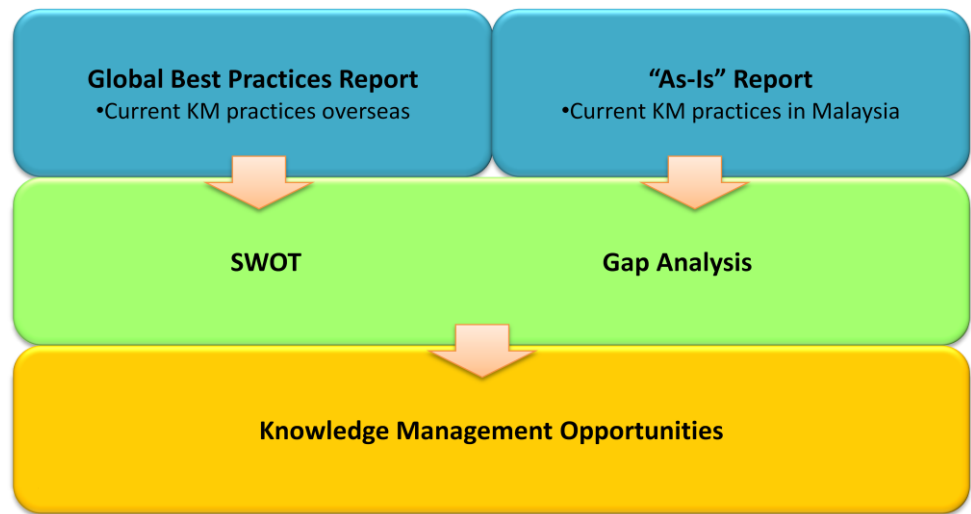 Global Best Practices Report
•Current KM practices overseas
“As-Is” Report
•Current KM practices in Malaysia
SWOT
Gap Analysis
Knowledge Management Opportunities